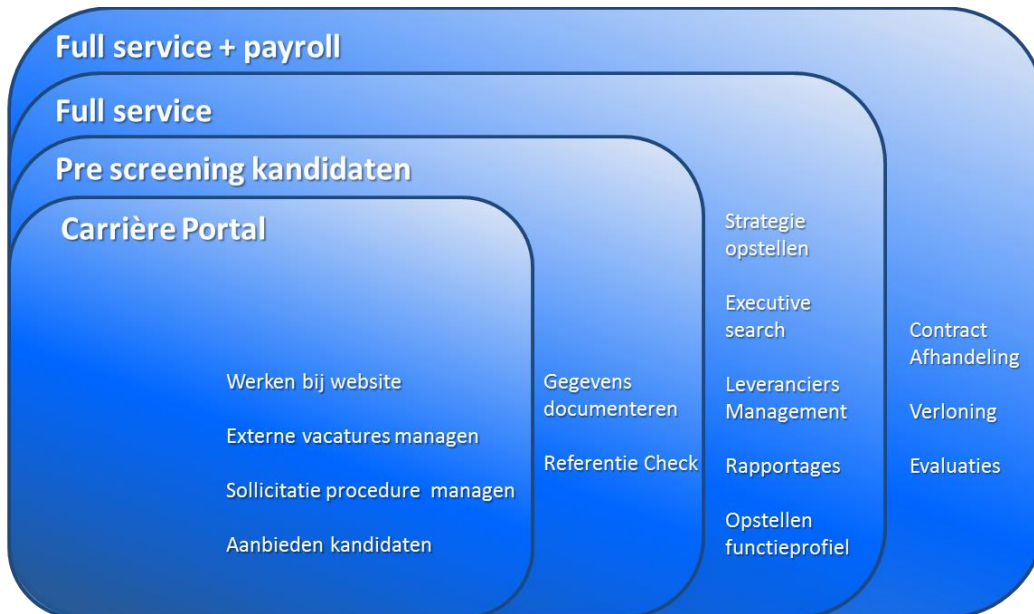 Full service + payroll
Full service
Pre screening kandidaten
Carrière Portal
Werken bij website
Externe vacatures managen
Sollicitatie procedure managen
Aanbieden kandidaten
Gegevens
documenteren
Referentie Check
Strategie
opstellen
Executive
search
Leveranciers
Management
Rapportages
Opstellen
functieprofiel
Contract
Afhandeling
Verloning
Evaluaties